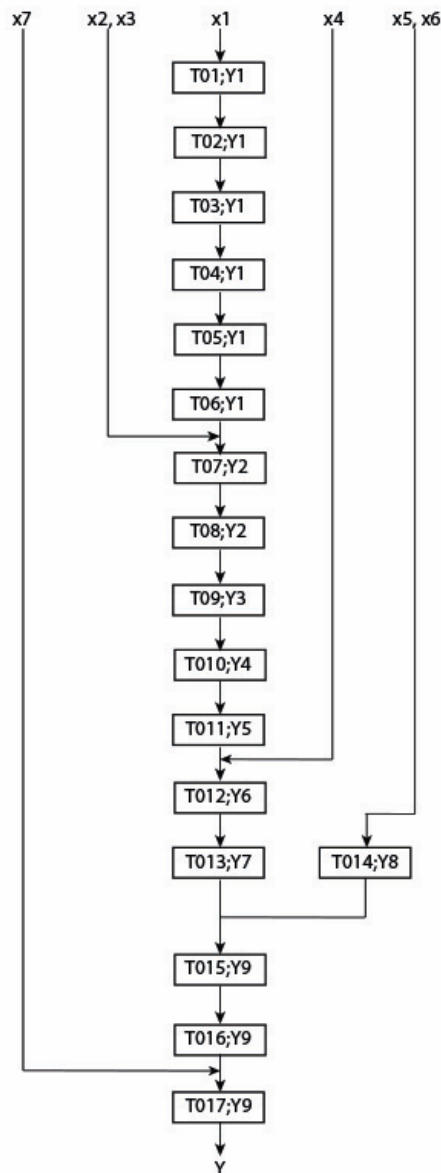 x7 x2, x3 x1 x4 x5, x6
T01;Y1
T02;Y1
T03;Y1
T04;Y1
T05;Y1
T06;Y1
T07;Y2
T08;Y2
T09;Y3
T010;Y4
T011;Y5
T012;Y6
T013;Y7 T014;Y8
T015;Y9
T016;Y9
T017;Y9
Y